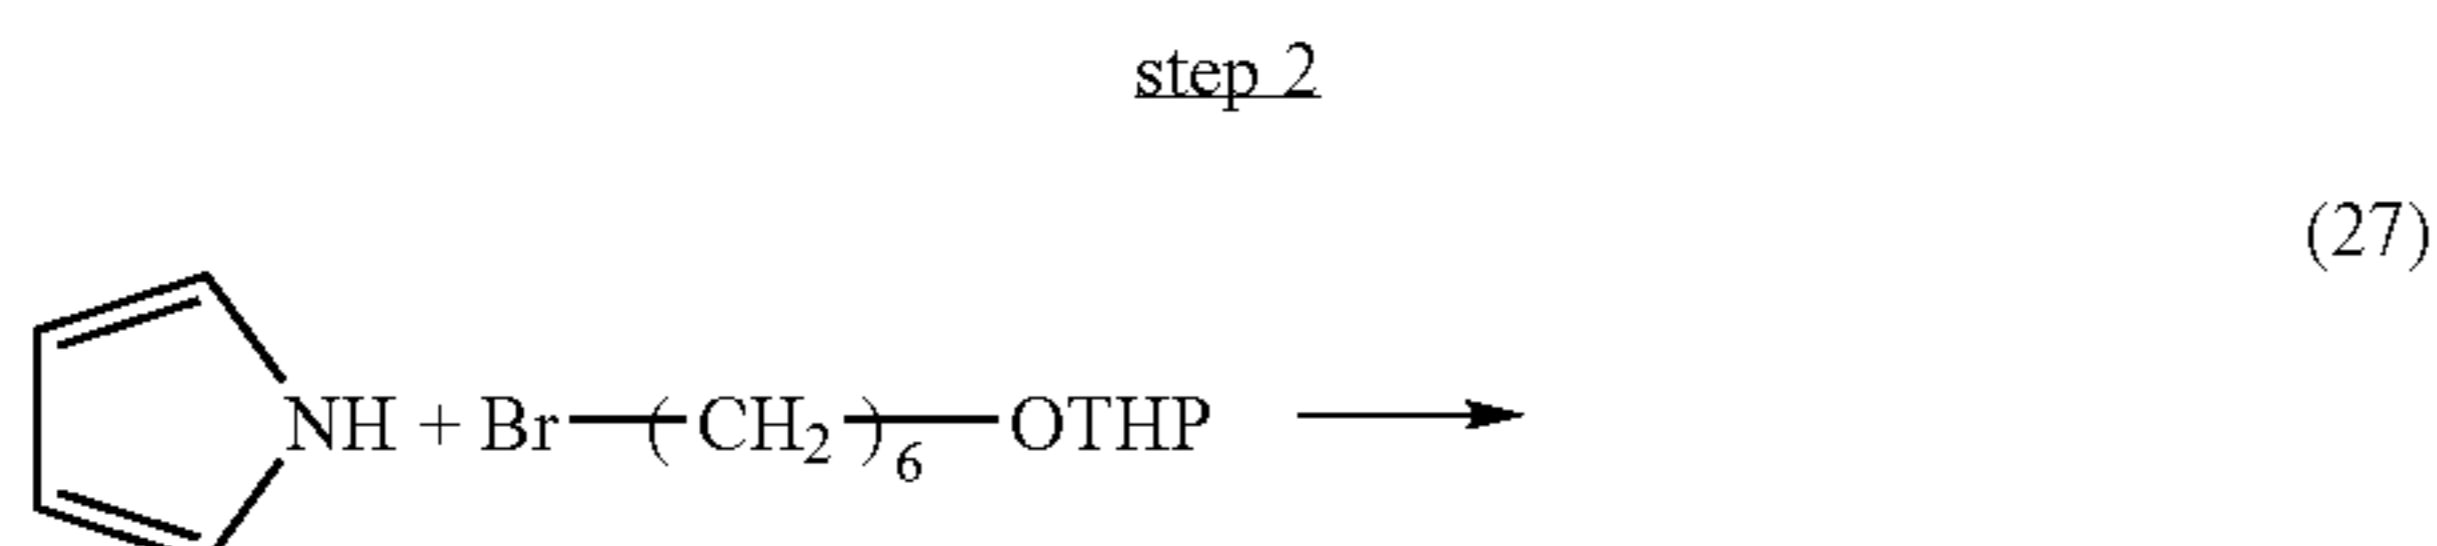 step 2
(27)
NH + Br—(CH₂)₆—OTHP